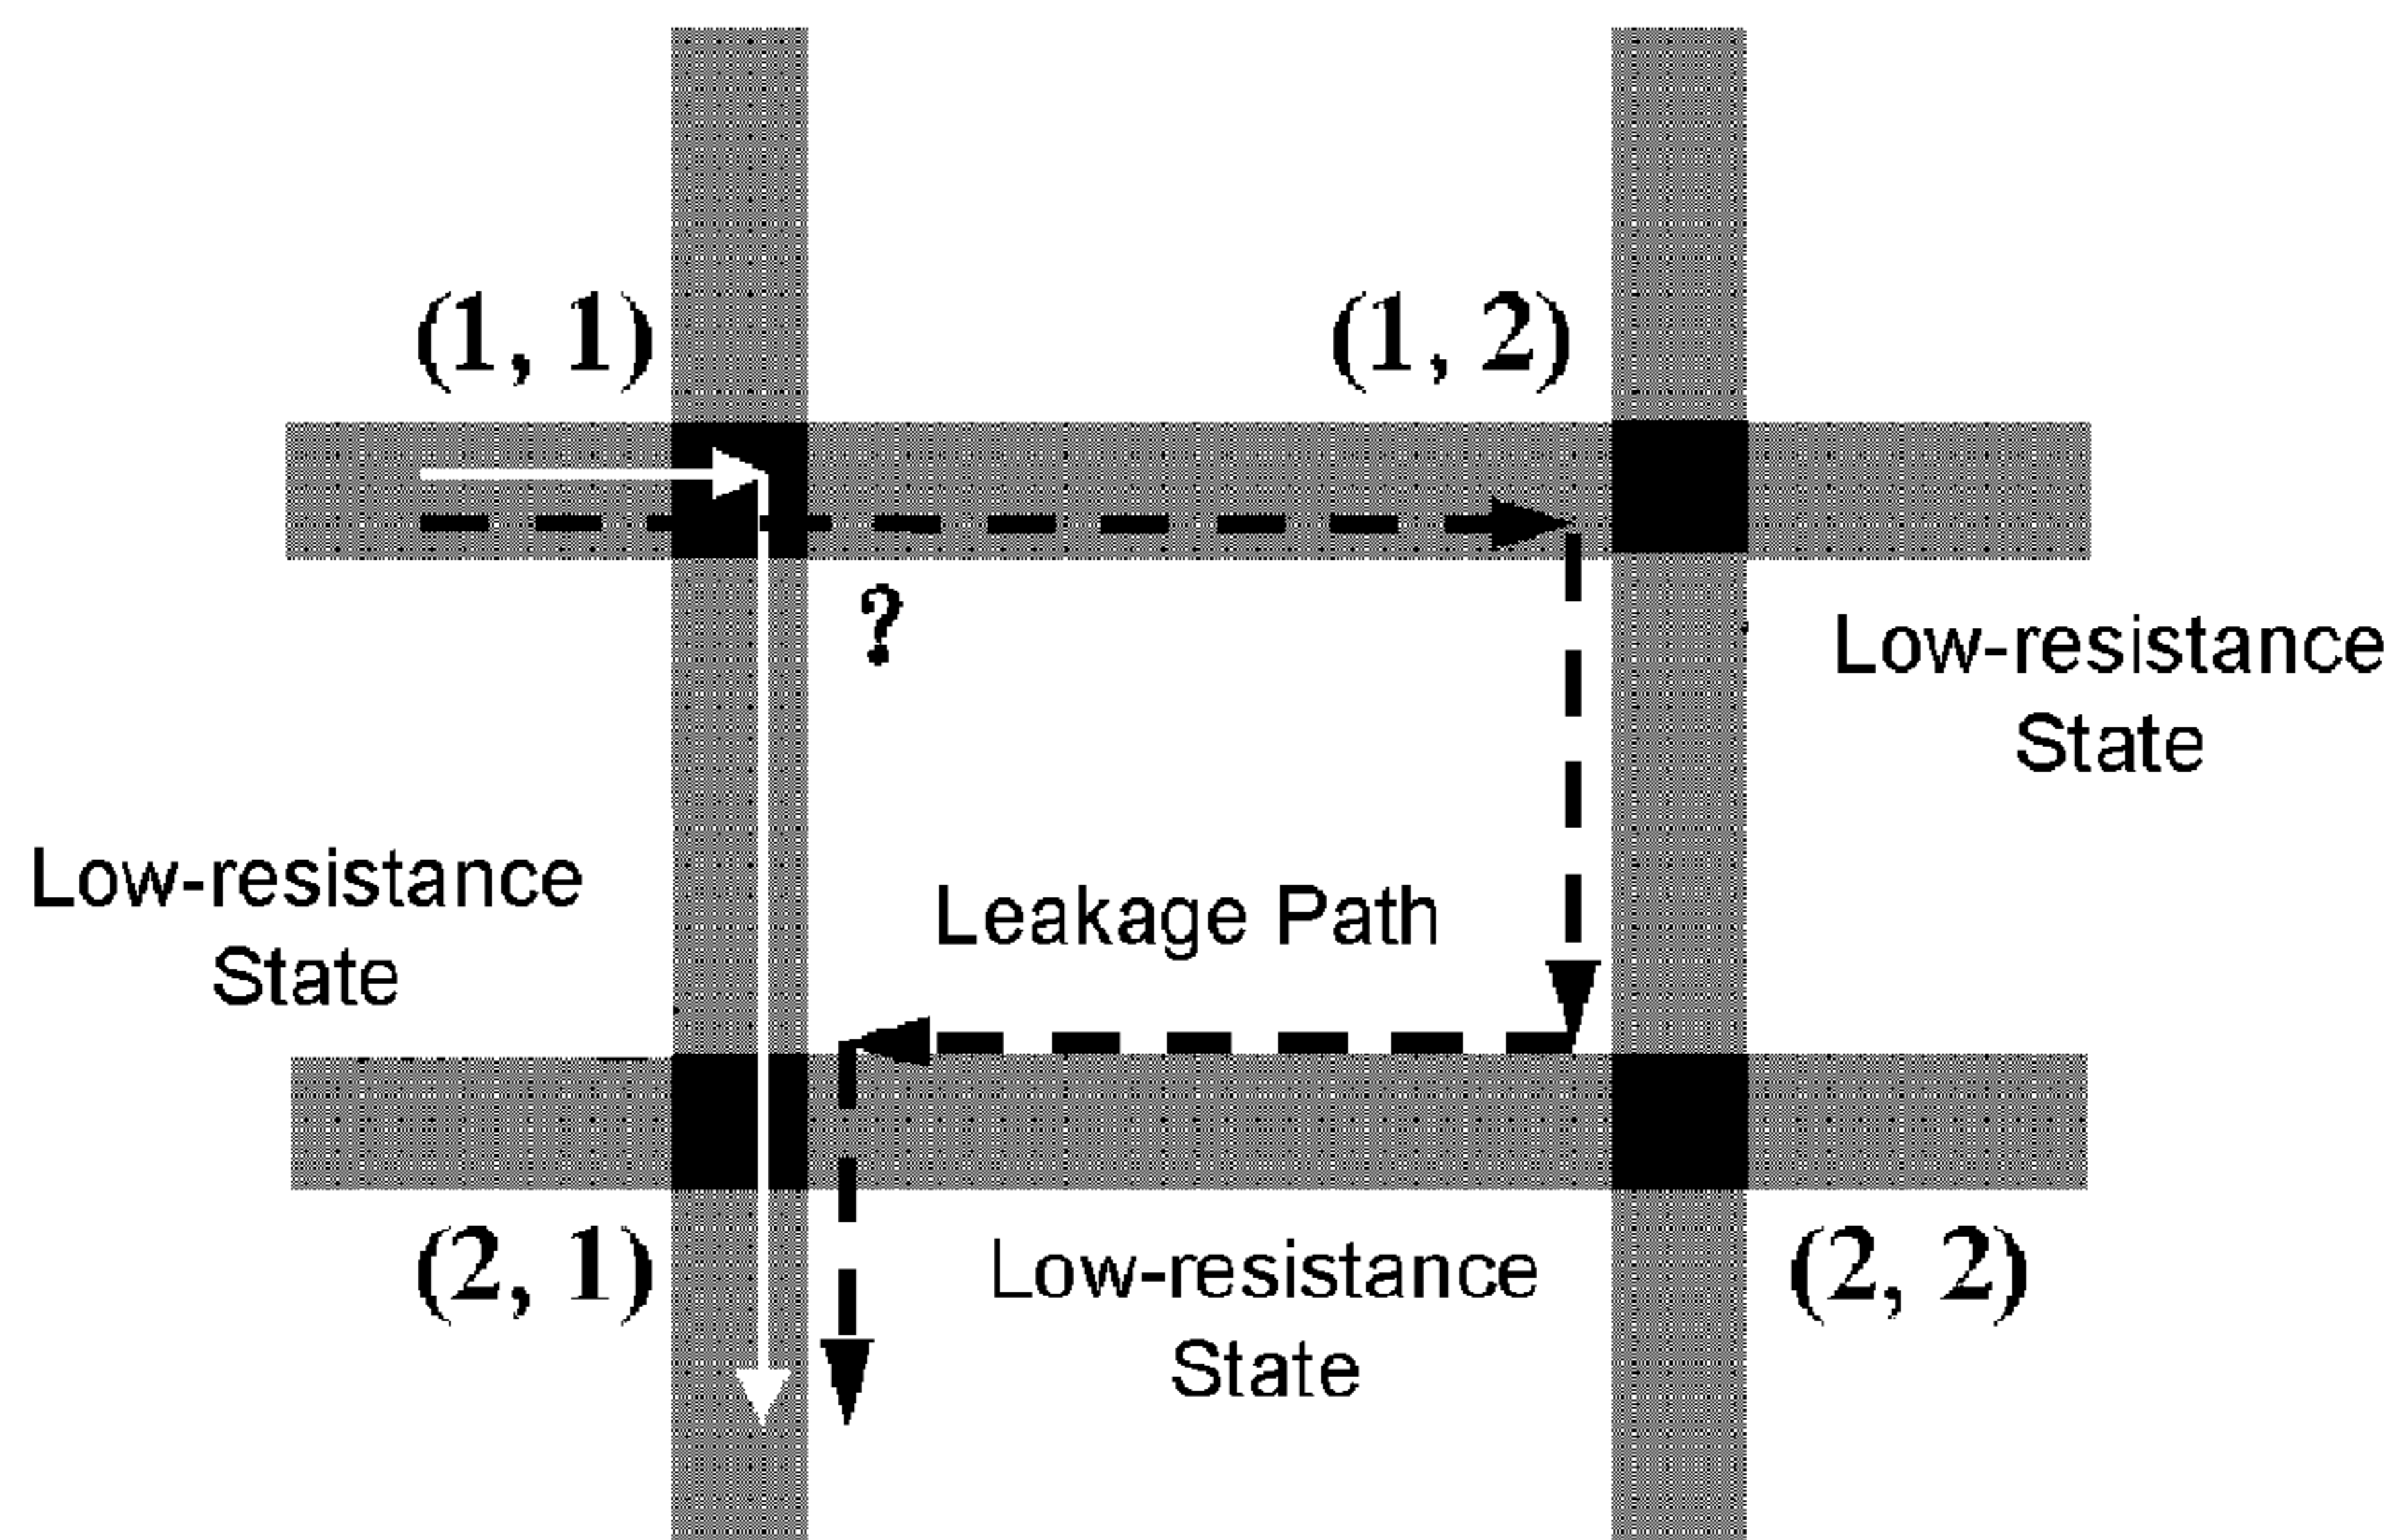 (1, 1)
(1, 2)
?
Low-resistance
State
Low-resistance
State
Leakage Path
(2, 1)
Low-resistance
State
(2, 2)